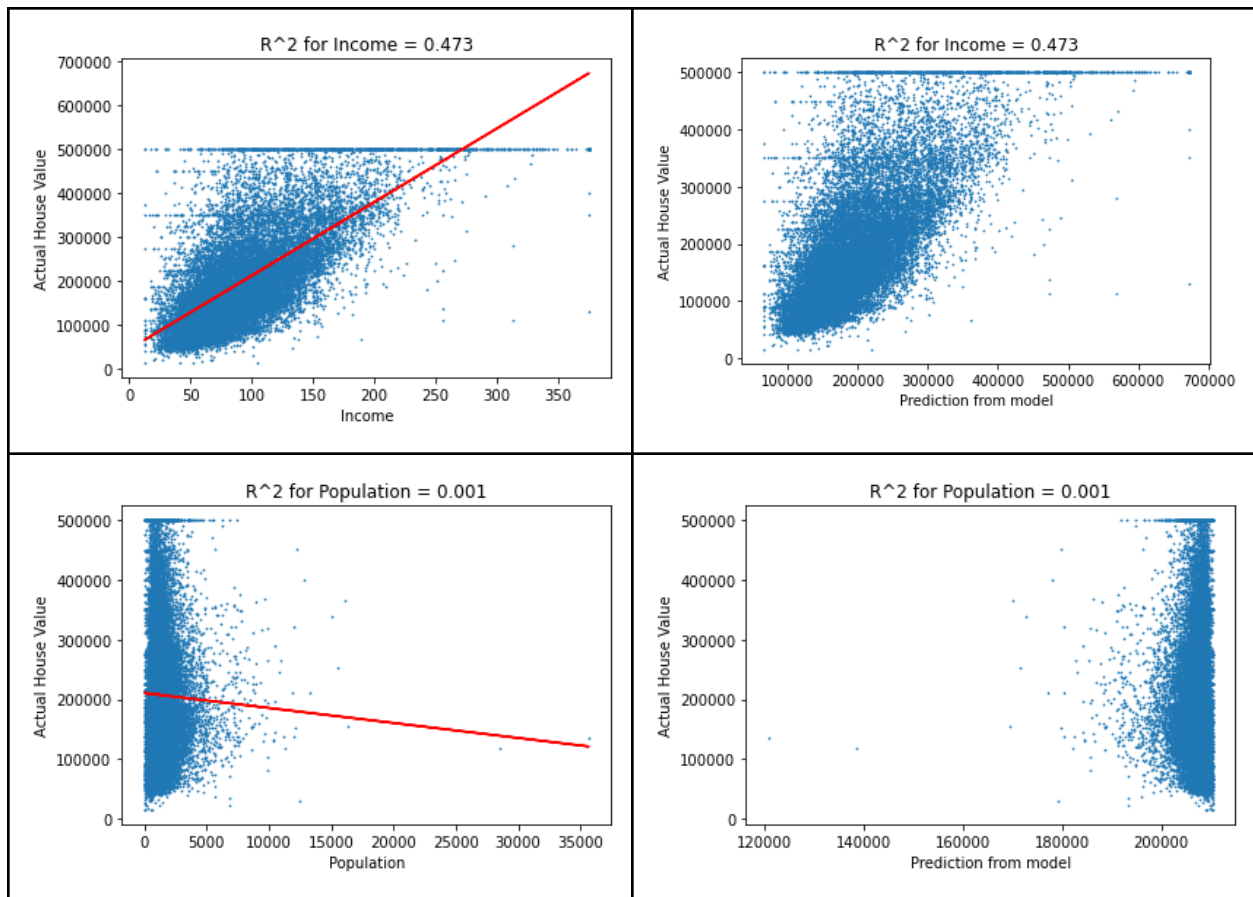 R^2 for Income = 0.473
700000
600000
500000
400000
300000
200000
100000
0
Actual House Value
0 50 100 150 200 250 300 350
Income
R^2 for Income = 0.473
500000
400000
300000
200000
100000
0
Actual House Value
100000 200000 300000 400000 500000 600000 700000
Prediction from model
R^2 for Population = 0.001
500000
400000
300000
200000
100000
0
Actual House Value
0 5000 10000 15000 20000 25000 30000 35000
Population
R^2 for Population = 0.001
500000
400000
300000
200000
100000
0
Actual House Value
120000 140000 160000 180000 200000
Prediction from model